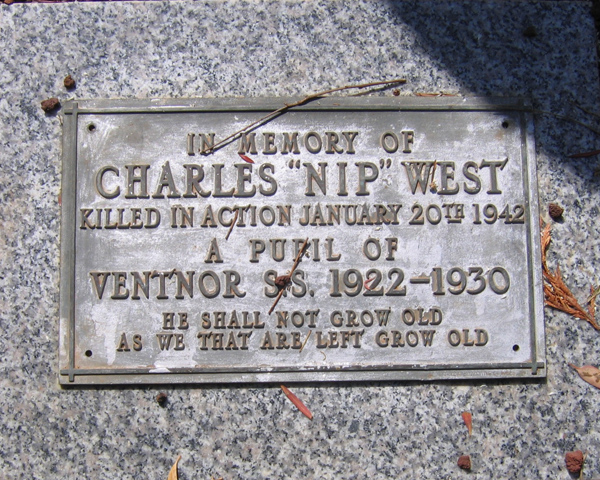 IN MEMORY OF
CHARLES "NIP" WEST
KILLED IN ACTION JANUARY 20TH 1942
A PUPIL OF
VENTNOR S.S. 1922-1930
HE SHALL NOT GROW OLD
AS WE THAT ARE LEFT GROW OLD